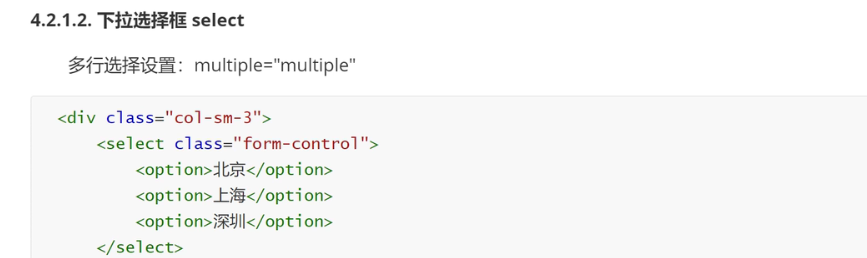 4.2.1.2. 下拉选择框 select
多行选择设置：multiple="multiple"
<div class="col-sm-3">
<select class="form-control">
<option>北京</option>
<option>上海</option>
<option>深圳</option>
</select>